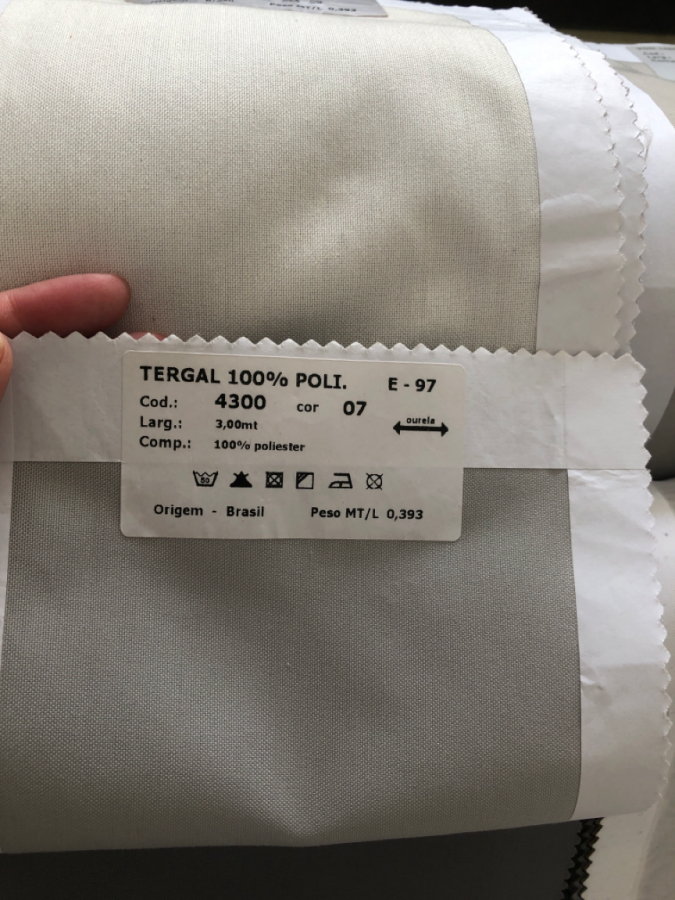 Peso MT/L 0,393
TERGAL 100% POLI. E - 97
Cod.: 4300 cor 07
Larg.: 3,00mt
ourela
Comp.: 100% poliester
50
Origem - Brasil Peso MT/L 0,393